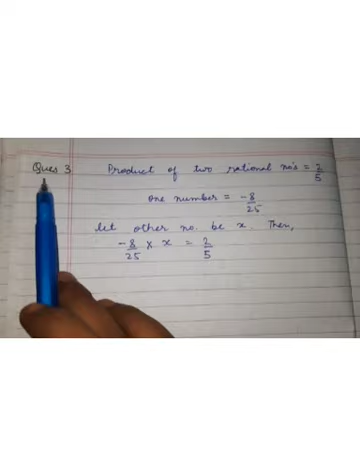 Ques 3 Product of two rational no's = 2/5
one number = -8/25
let other no. be x. Then,
-8/25 × x = 2/5